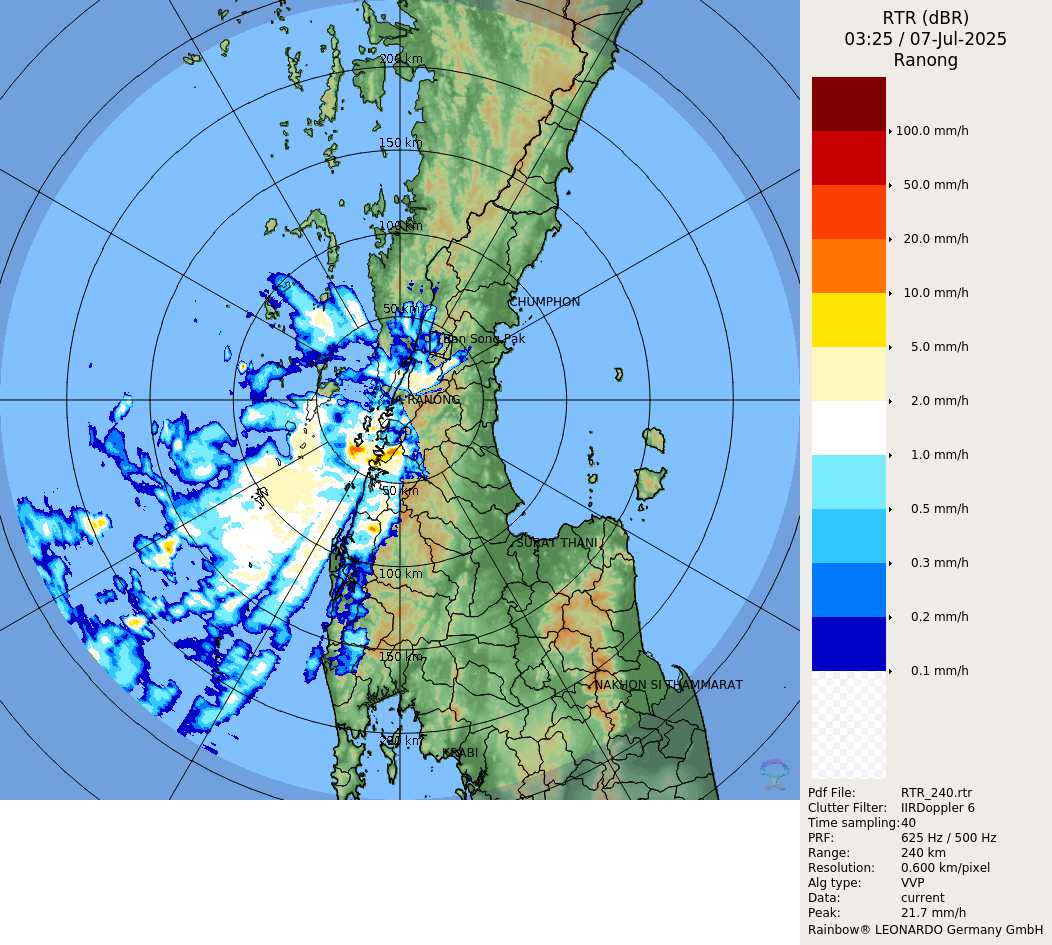 RTR (dBR)
03:25 / 07-Jul-2025
Ranong
200 km
150 km
100 km
50 km
CHUMPHON
Ban Song Pak
RANONG
50 km
SURAT THANI
100 km
150 km
NAKHON SI THAMMARAT
200 km
KRABI
100.0 mm/h
50.0 mm/h
20.0 mm/h
10.0 mm/h
5.0 mm/h
2.0 mm/h
1.0 mm/h
0.5 mm/h
0.3 mm/h
0.2 mm/h
0.1 mm/h
Pdf File: RTR_240.rtr
Clutter Filter: IIRDoppler 6
Time sampling: 40
PRF: 625 Hz / 500 Hz
Range: 240 km
Resolution: 0.600 km/pixel
Alg type: VVP
Data: current
Peak: 21.7 mm/h
Rainbow® LEONARDO Germany GmbH